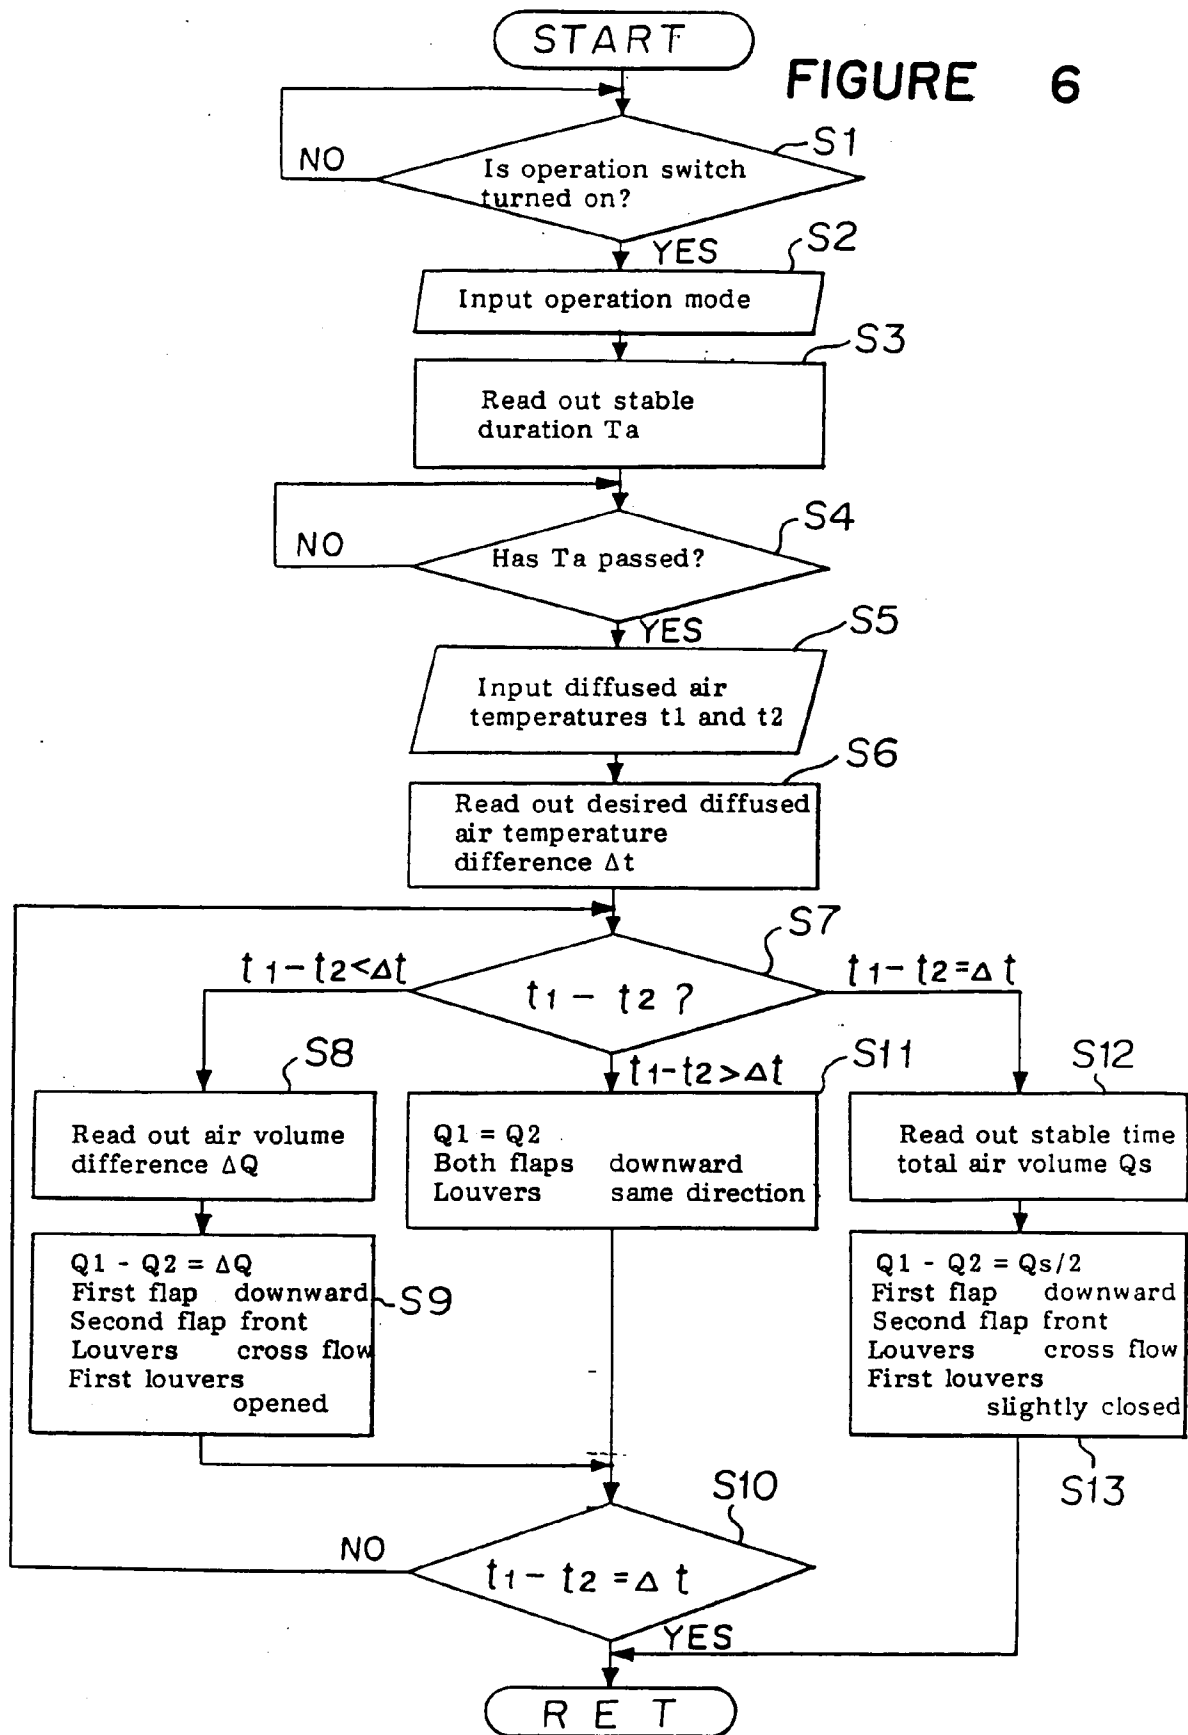 START
FIGURE 6
S1
NO
Is operation switch
turned on?
YES
S2
Input operation mode
S3
Read out stable
duration Ta
S4
NO
Has Ta passed?
YES
S5
Input diffused air
temperatures t1 and t2
S6
Read out desired diffused
air temperature
difference Δt
S7
t1-t2<Δt
t1-t2=Δt
t1 - t2 ?
t1-t2>Δt
S8
Read out air volume
difference ΔQ
S11
Q1 = Q2
Both flaps downward
Louvers same direction
S12
Read out stable time
total air volume Qs
Q1 - Q2 = ΔQ
First flap downward
Second flap front
Louvers cross flow
First louvers
opened
S9
Q1 - Q2 = Qs/2
First flap downward
Second flap front
Louvers cross flow
First louvers
slightly closed
S13
S10
NO
t1 - t2 = Δt
YES
RET